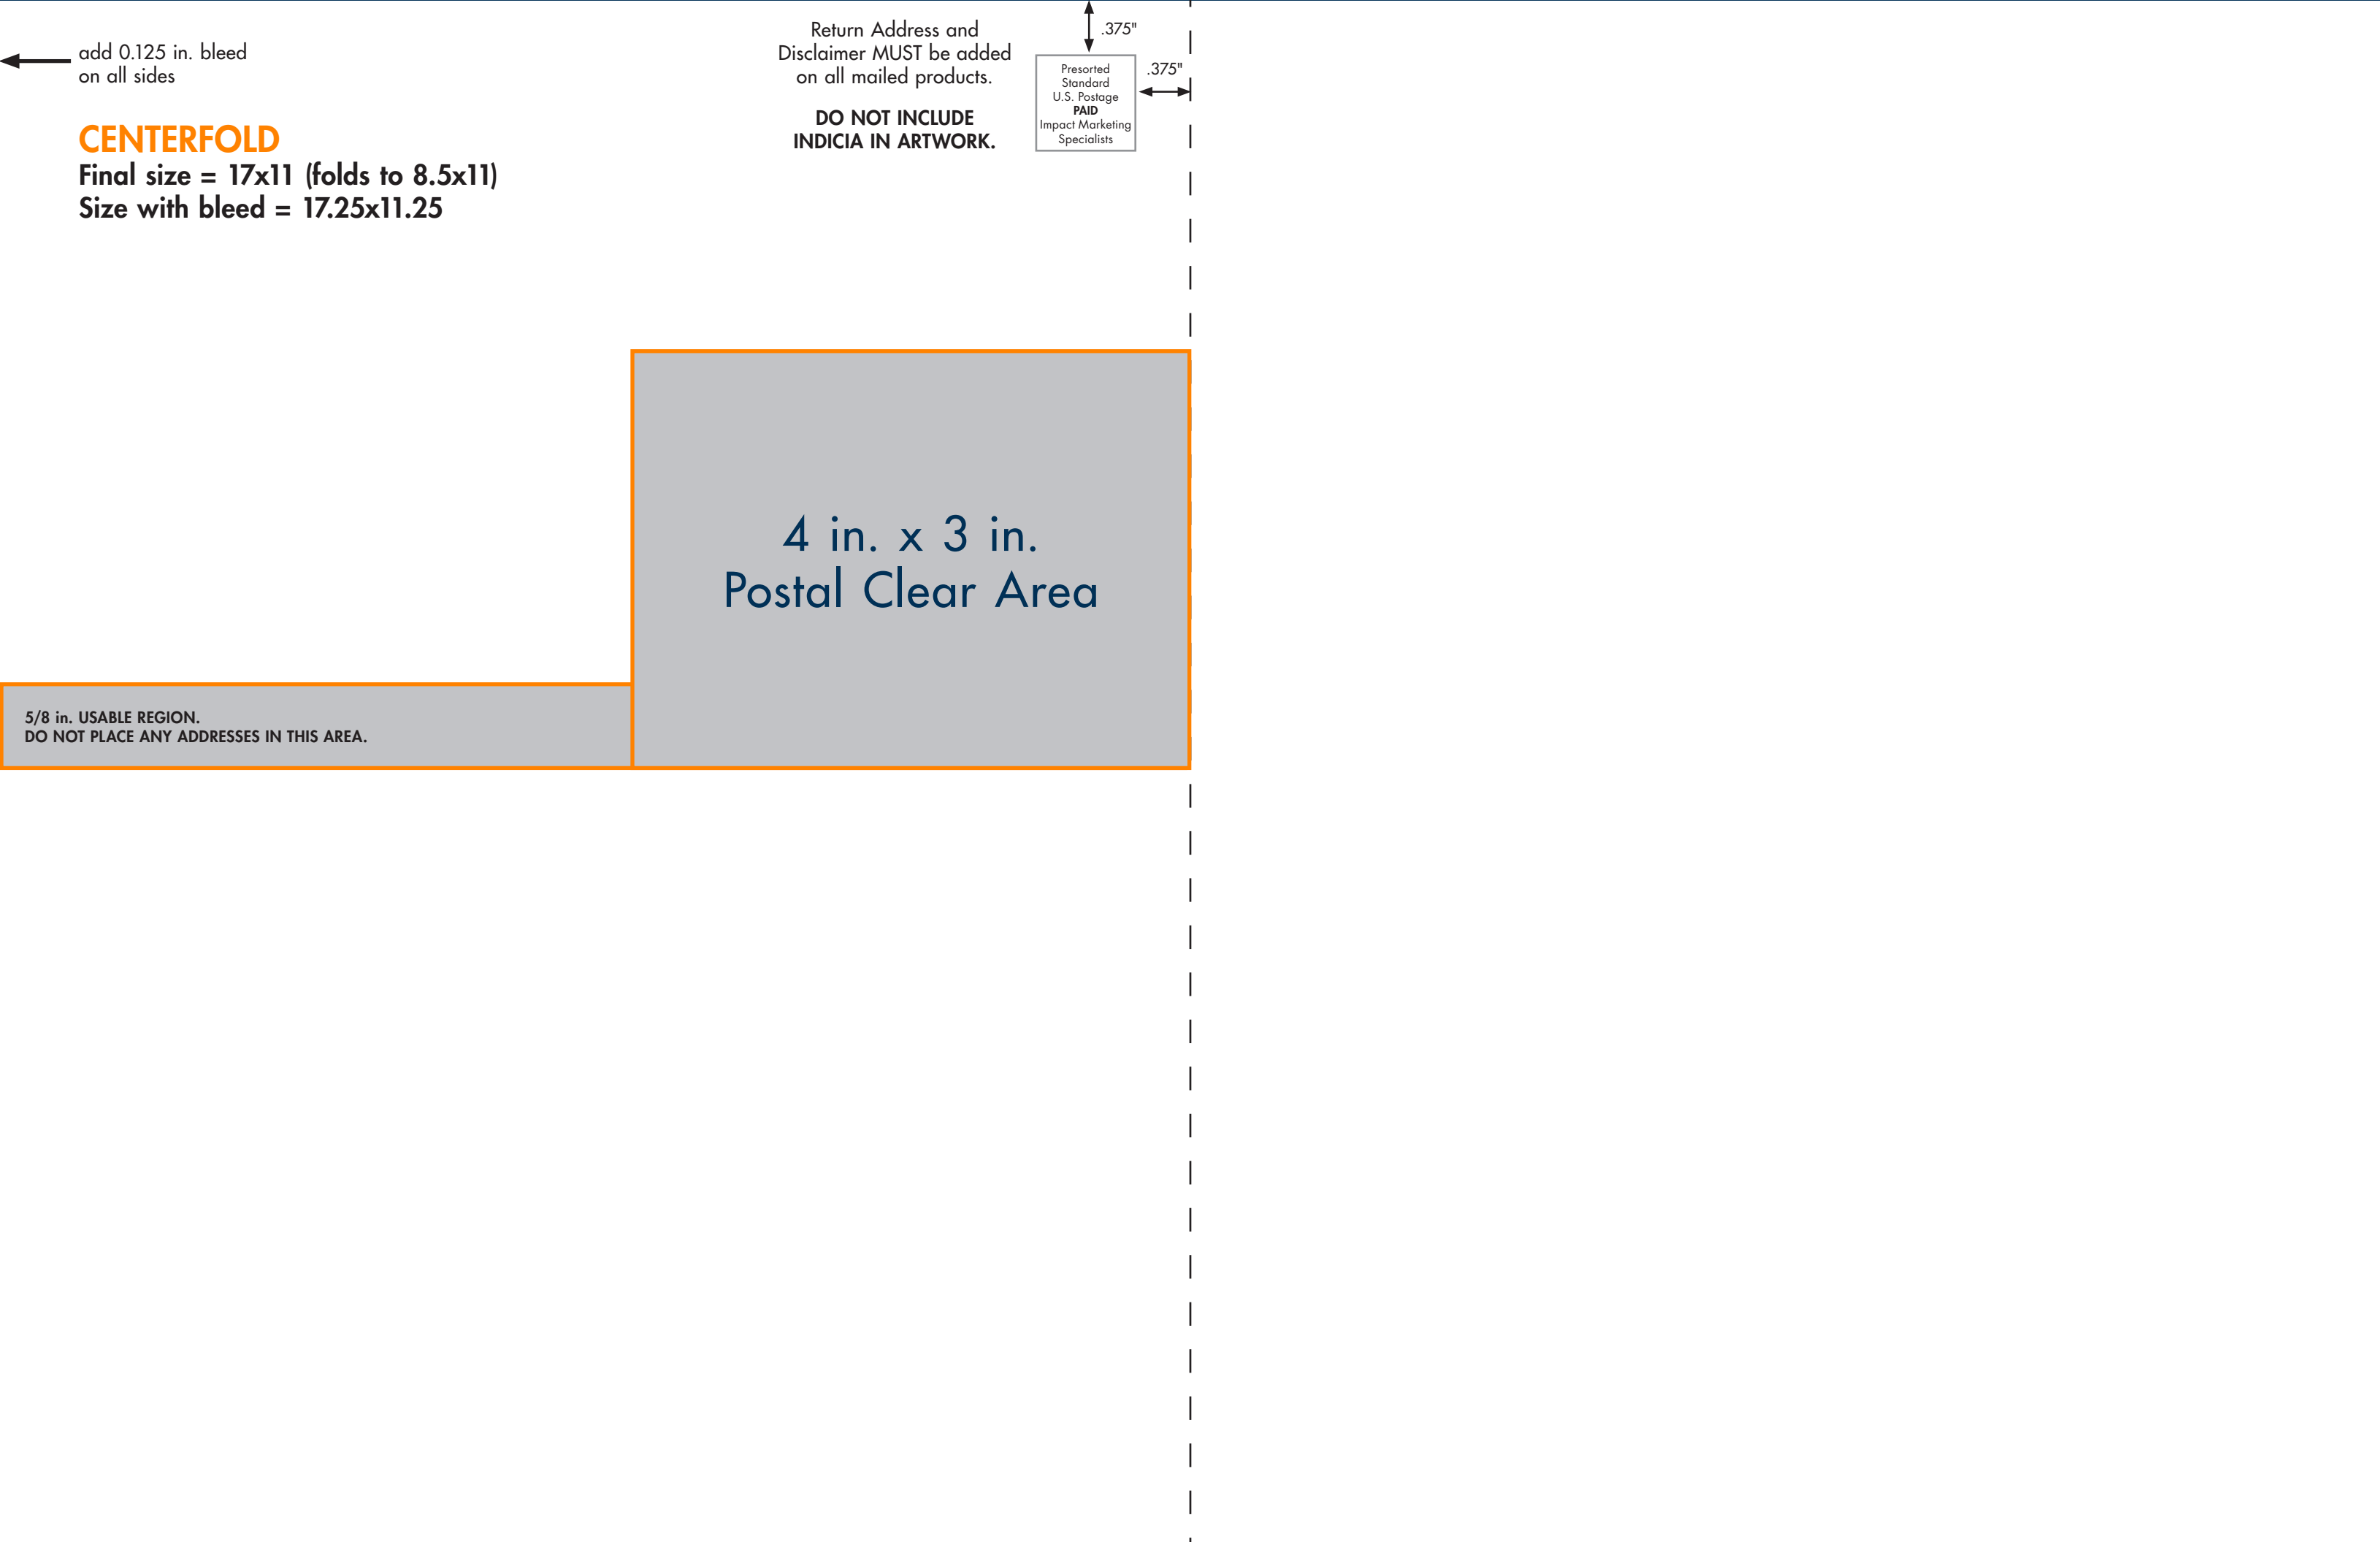 add 0.125 in. bleed
on all sides
CENTERFOLD
Final size = 17x11 (folds to 8.5x11)
Size with bleed = 17.25x11.25
Return Address and
Disclaimer MUST be added
on all mailed products.
DO NOT INCLUDE
INDICIA IN ARTWORK.
.375"
.375"
Presorted
Standard
U.S. Postage
PAID
Impact Marketing
Specialists
4 in. x 3 in.
Postal Clear Area
5/8 in. USABLE REGION.
DO NOT PLACE ANY ADDRESSES IN THIS AREA.